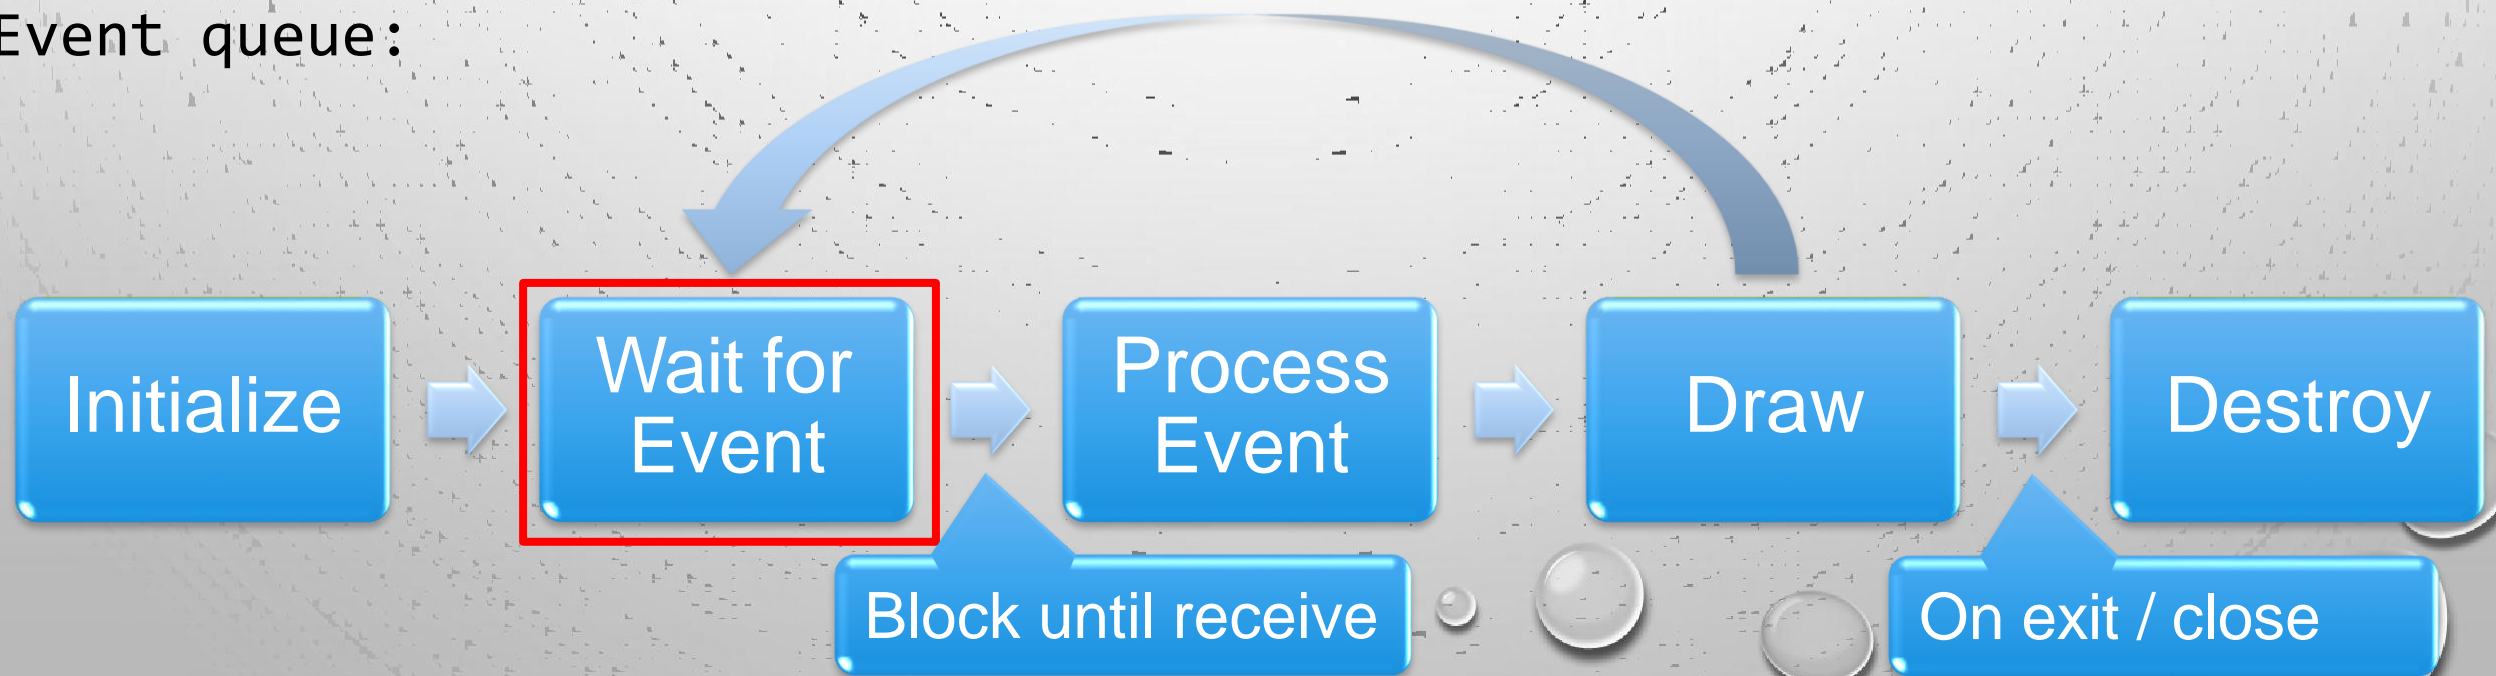 Event queue:
Initialize
Wait for
Event
Process
Event
Draw
Destroy
Block until receive
On exit / close